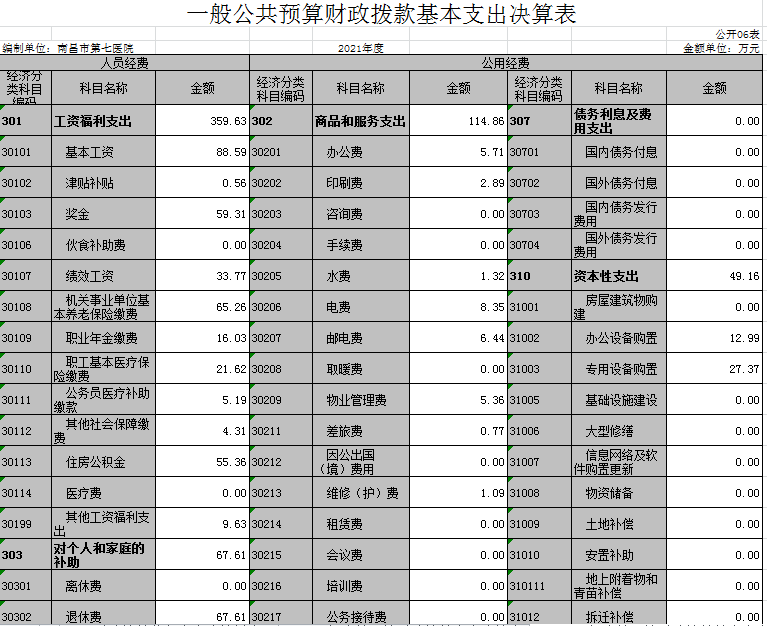 一般公共预算财政拨款基本支出决算表
公开06表
编制单位：南昌市第七医院 2021年度 金额单位：万元
人员经费 公用经费
经济分类科目编码 科目名称 金额 经济分类科目编码 科目名称 金额 经济分类科目编码 科目名称 金额
301 工资福利支出 359.63 302 商品和服务支出 114.86 307 债务利息及费用支出 0.00
30101 基本工资 88.59 30201 办公费 5.71 30701 国内债务付息 0.00
30102 津贴补贴 0.56 30202 印刷费 2.89 30702 国外债务付息 0.00
30103 奖金 59.31 30203 咨询费 0.00 30703 国内债务发行费用 0.00
30106 伙食补助费 0.00 30204 手续费 0.00 30704 国外债务发行费用 0.00
30107 绩效工资 33.77 30205 水费 1.32 310 资本性支出 49.16
30108 机关事业单位基本养老保险缴费 65.26 30206 电费 8.35 31001 房屋建筑物购建 0.00
30109 职业年金缴费 16.03 30207 邮电费 6.44 31002 办公设备购置 12.99
30110 职工基本医疗保险缴费 21.62 30208 取暖费 0.00 31003 专用设备购置 27.37
30111 公务员医疗补助缴款 5.19 30209 物业管理费 5.36 31005 基础设施建设 0.00
30112 其他社会保障缴费 4.31 30211 差旅费 0.77 31006 大型修缮 0.00
30113 住房公积金 55.36 30212 因公出国（境）费用 0.00 31007 信息网络及软件购置更新 0.00
30114 医疗费 0.00 30213 维修（护）费 1.09 31008 物资储备 0.00
30199 其他工资福利支出 9.63 30214 租赁费 0.00 31009 土地补偿 0.00
303 对个人和家庭的补助 67.61 30215 会议费 0.00 31010 安置补助 0.00
30301 离休费 0.00 30216 培训费 0.00 310111 地上附着物和青苗补偿 0.00
30302 退休费 67.61 30217 公务接待费 0.00 31012 拆迁补偿 0.00